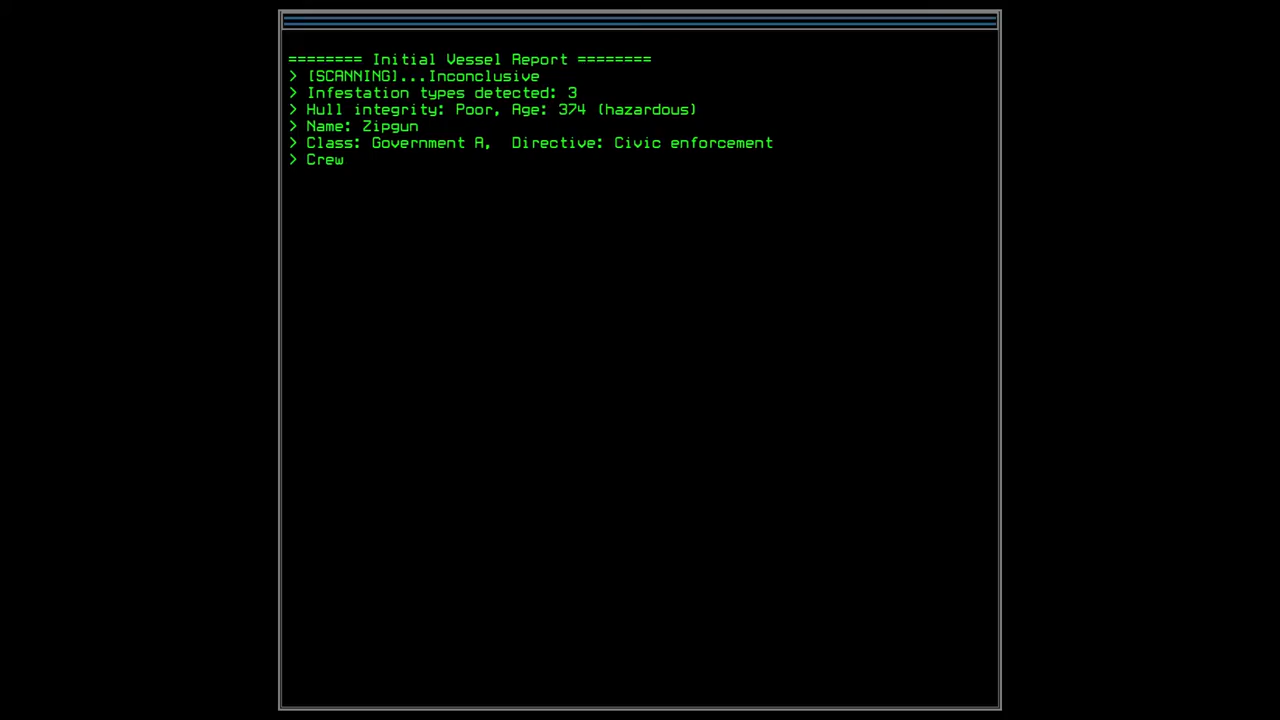 ======== Initial Vessel Report ========
> [SCANNING]...Inconclusive
> Infestation types detected: 3
> Hull integrity: Poor, Age: 374 (hazardous)
> Name: Zipgun
> Class: Government A,  Directive: Civic enforcement
> Crew